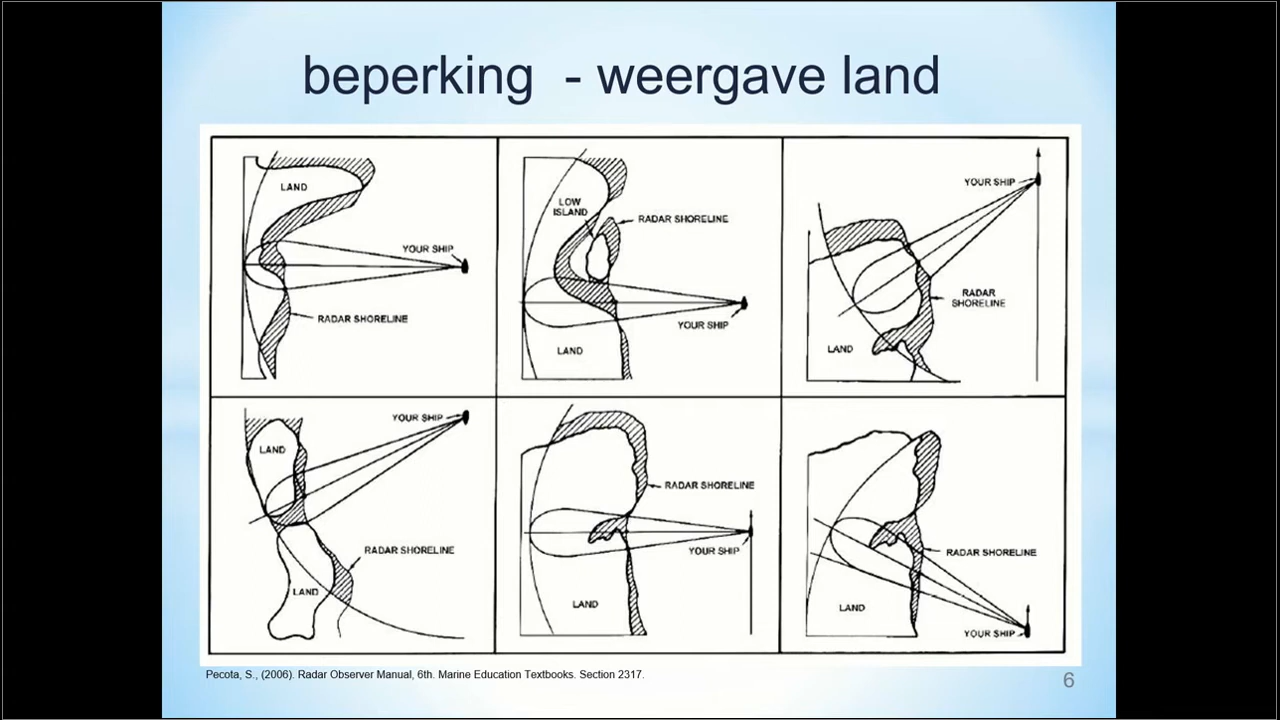 beperking - weergave land
LAND
YOUR SHIP
RADAR SHORELINE
LOW
ISLAND
RADAR SHORELINE
YOUR SHIP
LAND
YOUR SHIP
RADAR
SHORELINE
LAND
YOUR SHIP
LAND
RADAR SHORELINE
LAND
RADAR SHORELINE
YOUR SHIP
LAND
RADAR SHORELINE
LAND
YOUR SHIP
Pecota, S., (2006). Radar Observer Manual, 6th. Marine Education Textbooks. Section 2317.
6